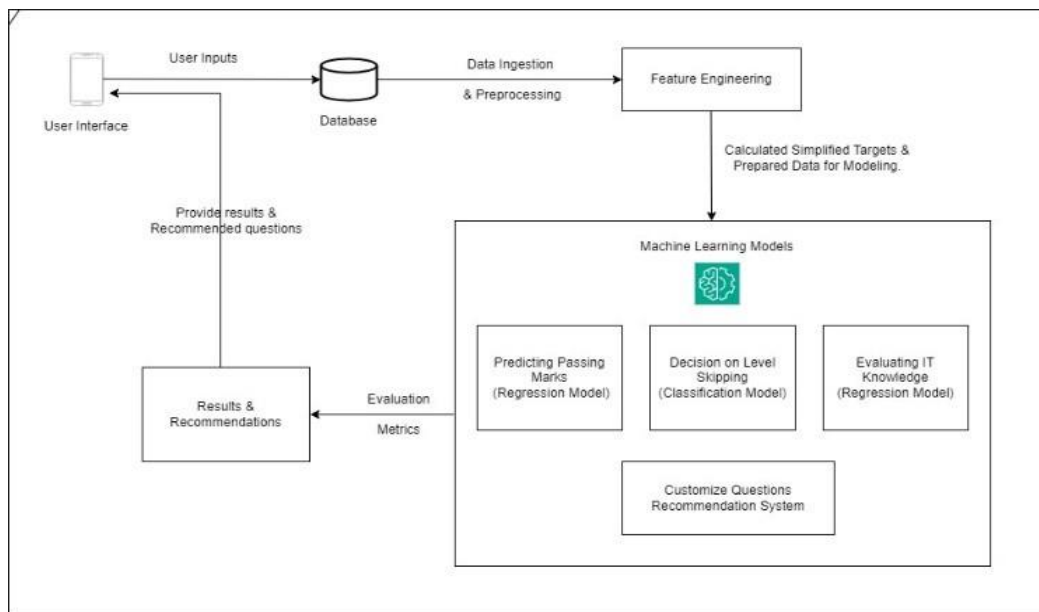 User Inputs
User Interface
Database
Data Ingestion
& Preprocessing
Feature Engineering
Calculated Simplified Targets &
Prepared Data for Modeling.
Machine Learning Models
Predicting Passing
Marks
(Regression Model)
Decision on Level
Skipping
(Classification Model)
Evaluating IT
Knowledge
(Regression Model)
Customize Questions
Recommendation System
Evaluation
Metrics
Results &
Recommendations
Provide results &
Recommended questions